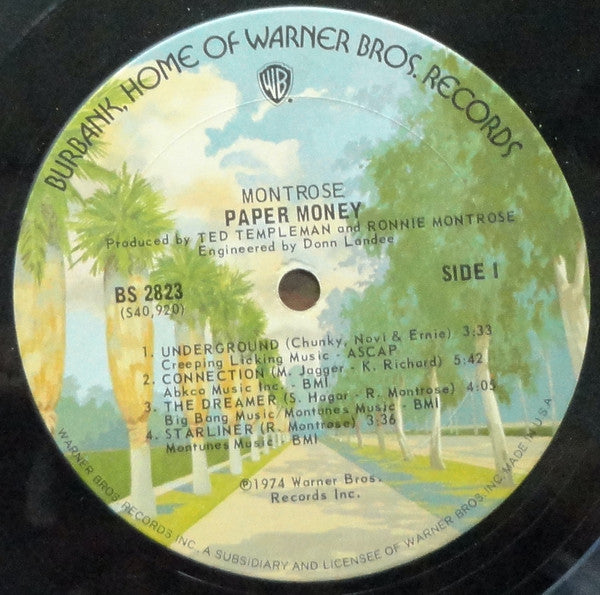 BURBANK, HOME OF WARNER BROS. RECORDS
WB
MONTROSE
PAPER MONEY
Produced by TED TEMPLEMAN and RONNIE MONTROSE
Engineered by Donn Landee
BS 2823
(S40,920)
SIDE 1
1. UNDERGROUND (Chunky, Novi & Ernie) 3:33
Creeping Licking Music - ASCAP
2. CONNECTION (M. Jagger - K. Richard) 5:42
Abkco Music Inc. - BMI
3. THE DREAMER (S. Hagar - R. Montrose) 4:05
Big Bang Music/Montunes Music - BMI
4. STARLINER (R. Montrose) 3:36
Montunes Music - BMI
℗1974 Warner Bros.
Records Inc.
WARNER BROS. RECORDS INC., A SUBSIDIARY AND LICENSEE OF WARNER BROS. INC. MADE IN U.S.A.